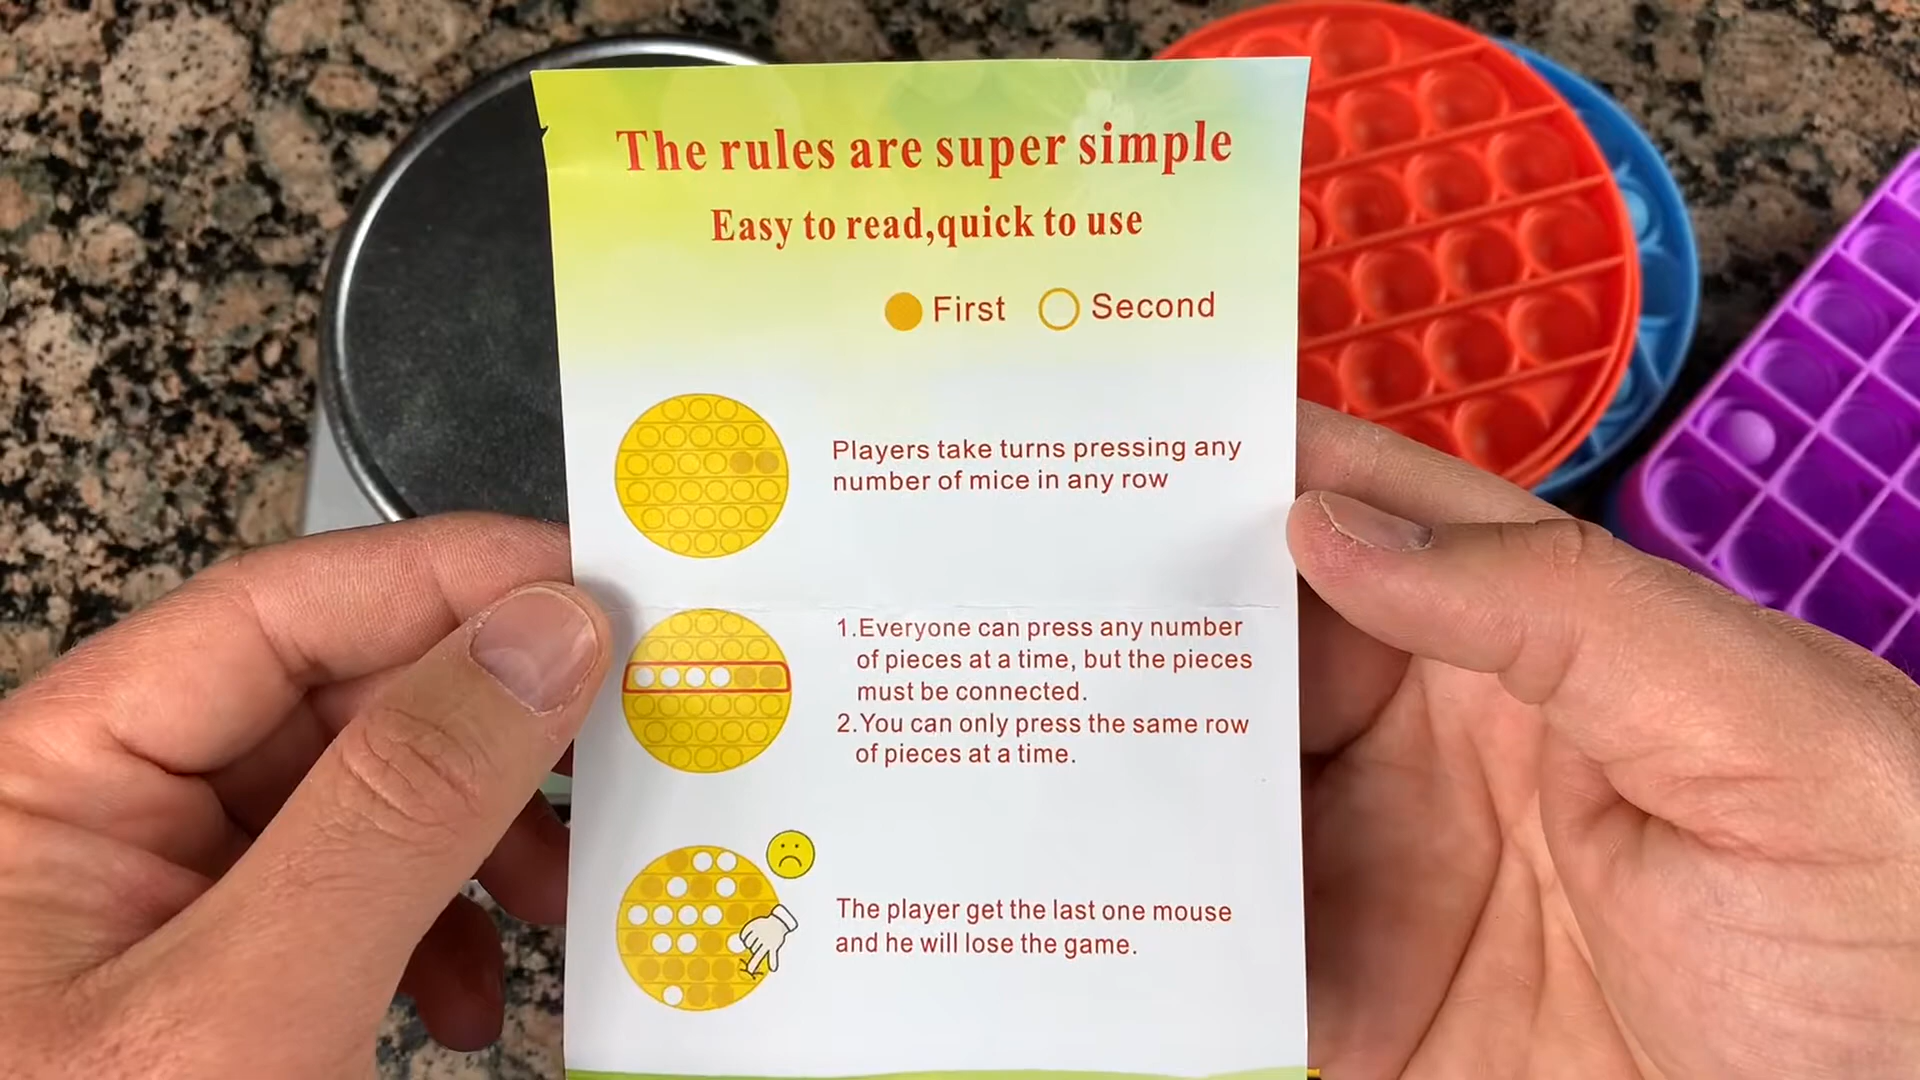 The rules are super simple
Easy to read,quick to use
First Second
Players take turns pressing any
number of mice in any row
1.Everyone can press any number
of pieces at a time, but the pieces
must be connected.
2.You can only press the same row
of pieces at a time.
The player get the last one mouse
and he will lose the game.